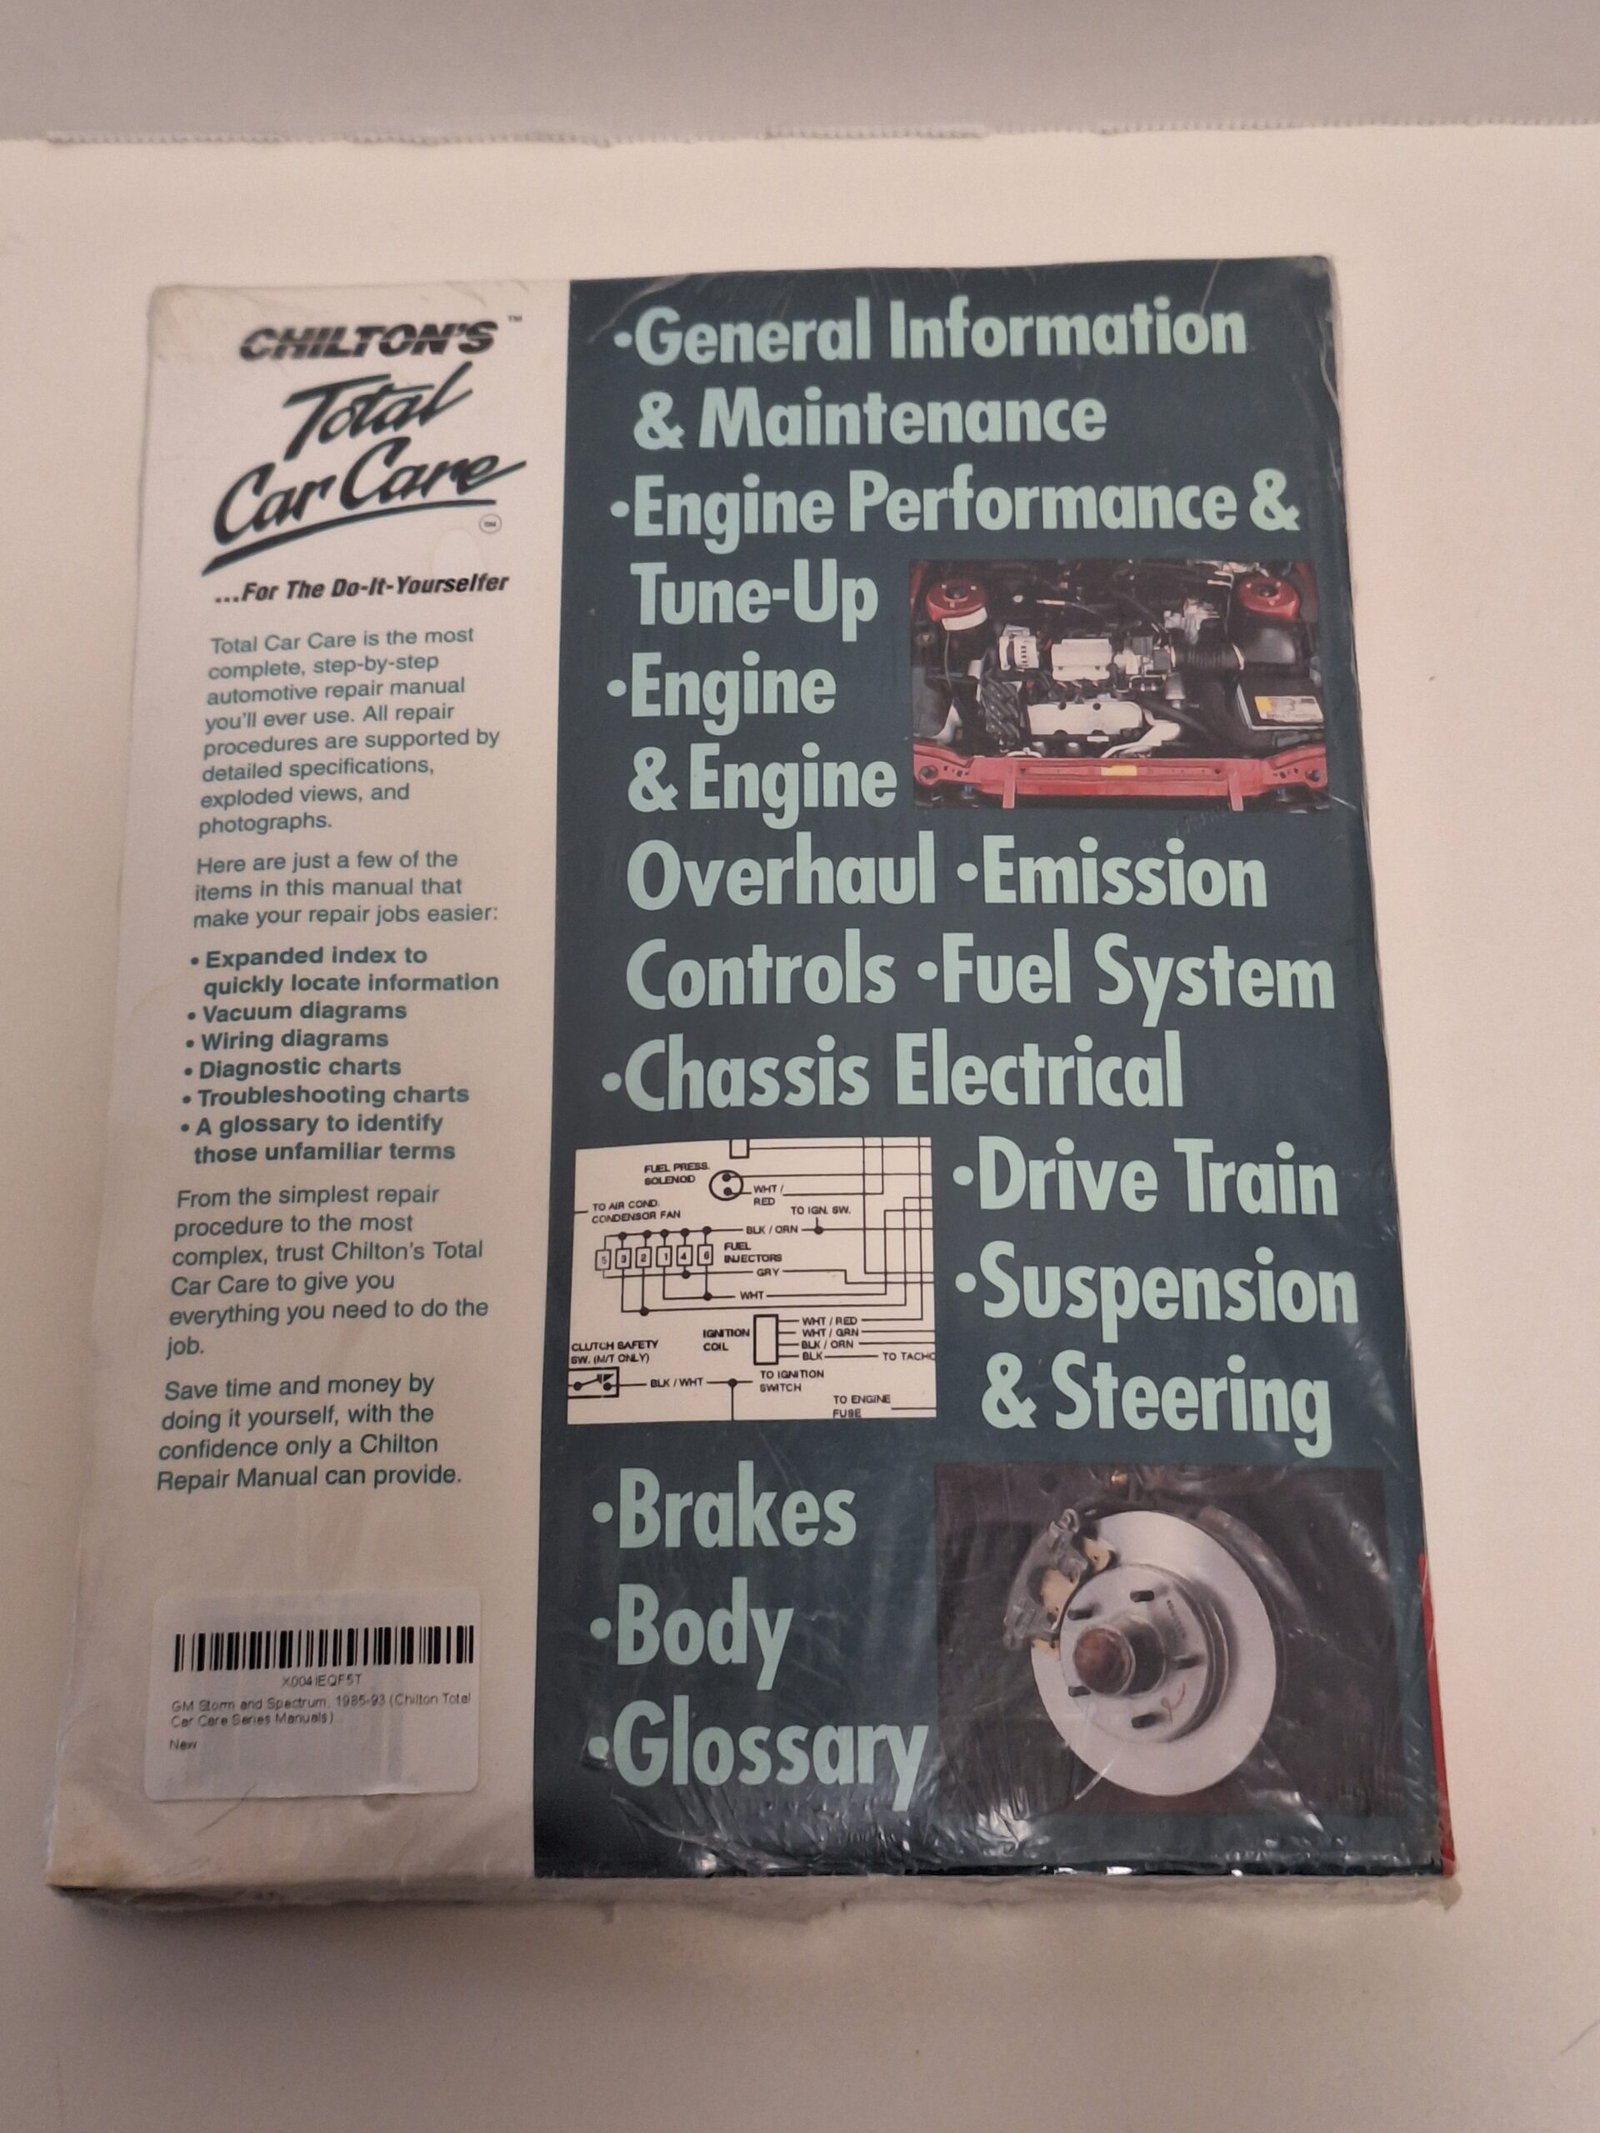 CHILTON'S™
Total
Car Care
TM
...For The Do-It-Yourselfer
Total Car Care is the most
complete, step-by-step
automotive repair manual
you'll ever use. All repair
procedures are supported by
detailed specifications,
exploded views, and
photographs.
Here are just a few of the
items in this manual that
make your repair jobs easier:
• Expanded index to
quickly locate information
• Vacuum diagrams
• Wiring diagrams
• Diagnostic charts
• Troubleshooting charts
• A glossary to identify
those unfamiliar terms
From the simplest repair
procedure to the most
complex, trust Chilton's Total
Car Care to give you
everything you need to do the
job.
Save time and money by
doing it yourself, with the
confidence only a Chilton
Repair Manual can provide.
X004IEQF5T
GM Storm and Spectrum, 1985-93 (Chilton Total
Car Care Series Manuals)
New
•General Information
& Maintenance
•Engine Performance &
Tune-Up
•Engine
& Engine
Overhaul •Emission
Controls •Fuel System
•Chassis Electrical
FUEL PRESS.
SOLENOID
WHT /
RED
TO AIR COND.
CONDENSOR FAN
TO IGN. SW.
BLK / ORN
5 3 2 1 4 6
FUEL
INJECTORS
GRY
WHT
IGNITION
COIL
WHT / RED
WHT / GRN
BLK / ORN
BLK
TO TACHO
CLUTCH SAFETY
SW. (M/T ONLY)
BLK / WHT
TO IGNITION
SWITCH
TO ENGINE
FUSE
•Drive Train
•Suspension
& Steering
•Brakes
•Body
•Glossary